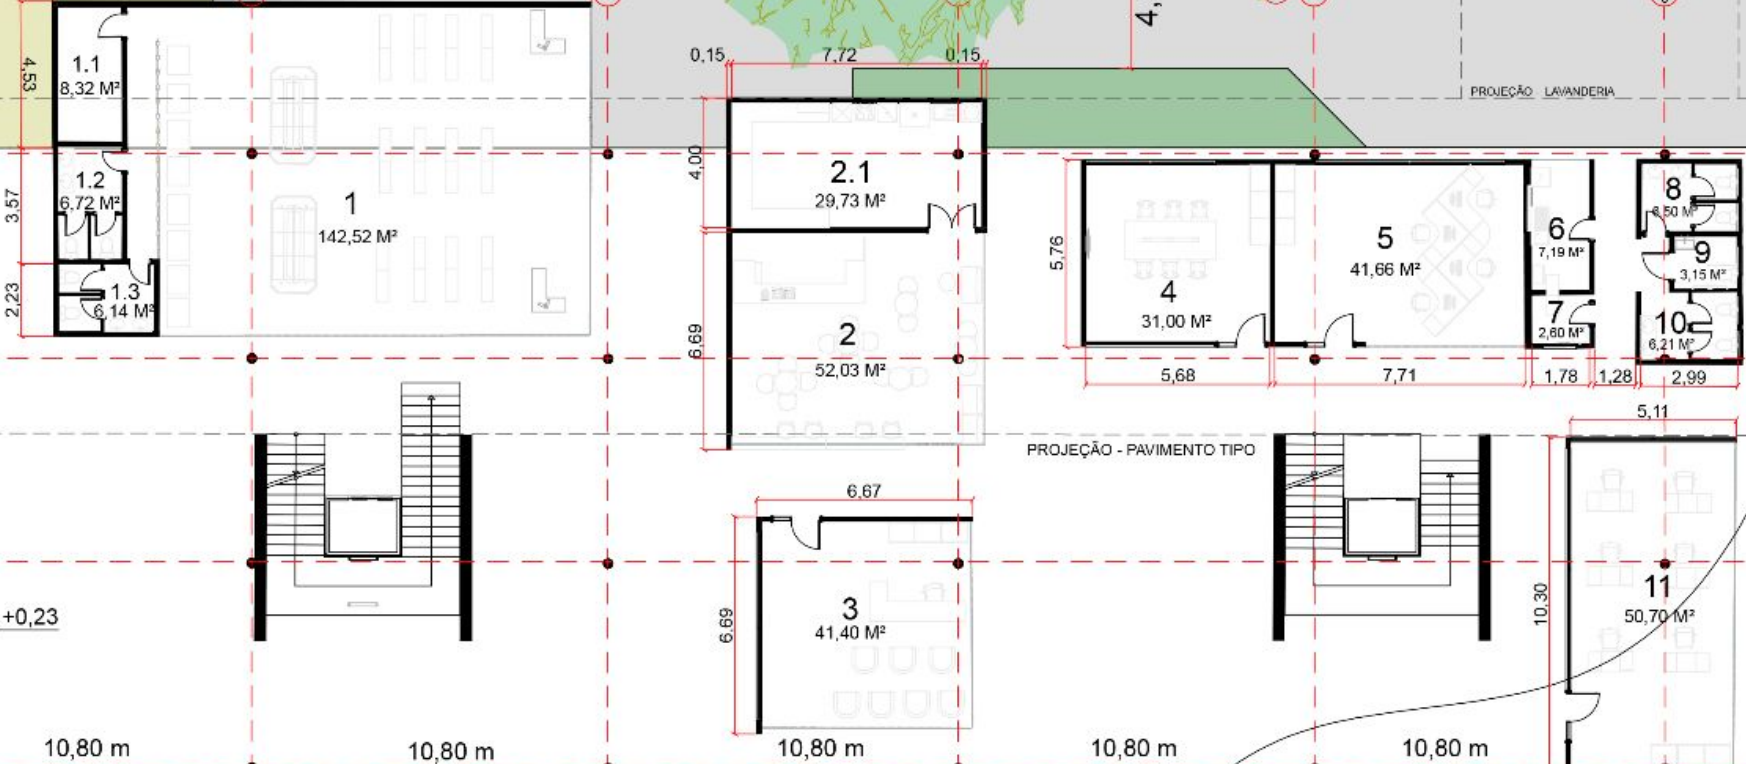 4,
0,15 7,72 0,15
4,53
1.1
8,32 M²
PROJEÇÃO LAVANDERIA
4,00
3,57
1.2
6,72 M²
1
142,52 M²
2.1
29,73 M²
8
6,50 M²
5,76
6
7,19 M²
5
41,66 M²
9
3,15 M²
2,23
1.3
6,14 M²
4
31,00 M²
7
2,60 M²
10
6,21 M²
6,69
2
52,03 M²
5,68 7,71 1,78 1,28 2,99
5,11
PROJEÇÃO - PAVIMENTO TIPO
6,67
6,69
3
41,40 M²
10,30
11
50,70 M²
+0,23
10,80 m 10,80 m 10,80 m 10,80 m 10,80 m